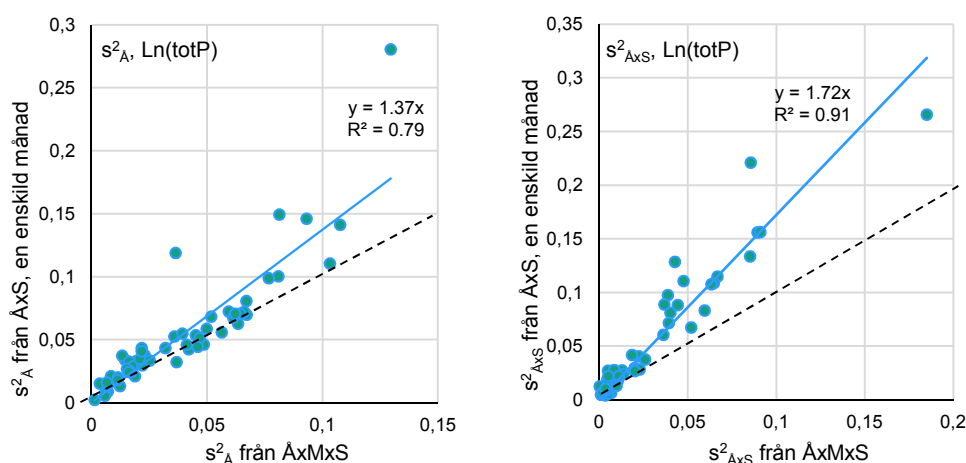 s²Å, Ln(totP)
y = 1.37x
R² = 0.79
s²Å från ÅxS, en enskild månad
0,3
0,25
0,2
0,15
0,1
0,05
0
0 0,05 0,1 0,15
s²Å från ÅxMxS
s²ÅxS, Ln(totP)
y = 1.72x
R² = 0.91
s²ÅxS från ÅxS, en enskild månad
0,35
0,3
0,25
0,2
0,15
0,1
0,05
0
0 0,05 0,1 0,15 0,2
s²ÅxS från ÅxMxS